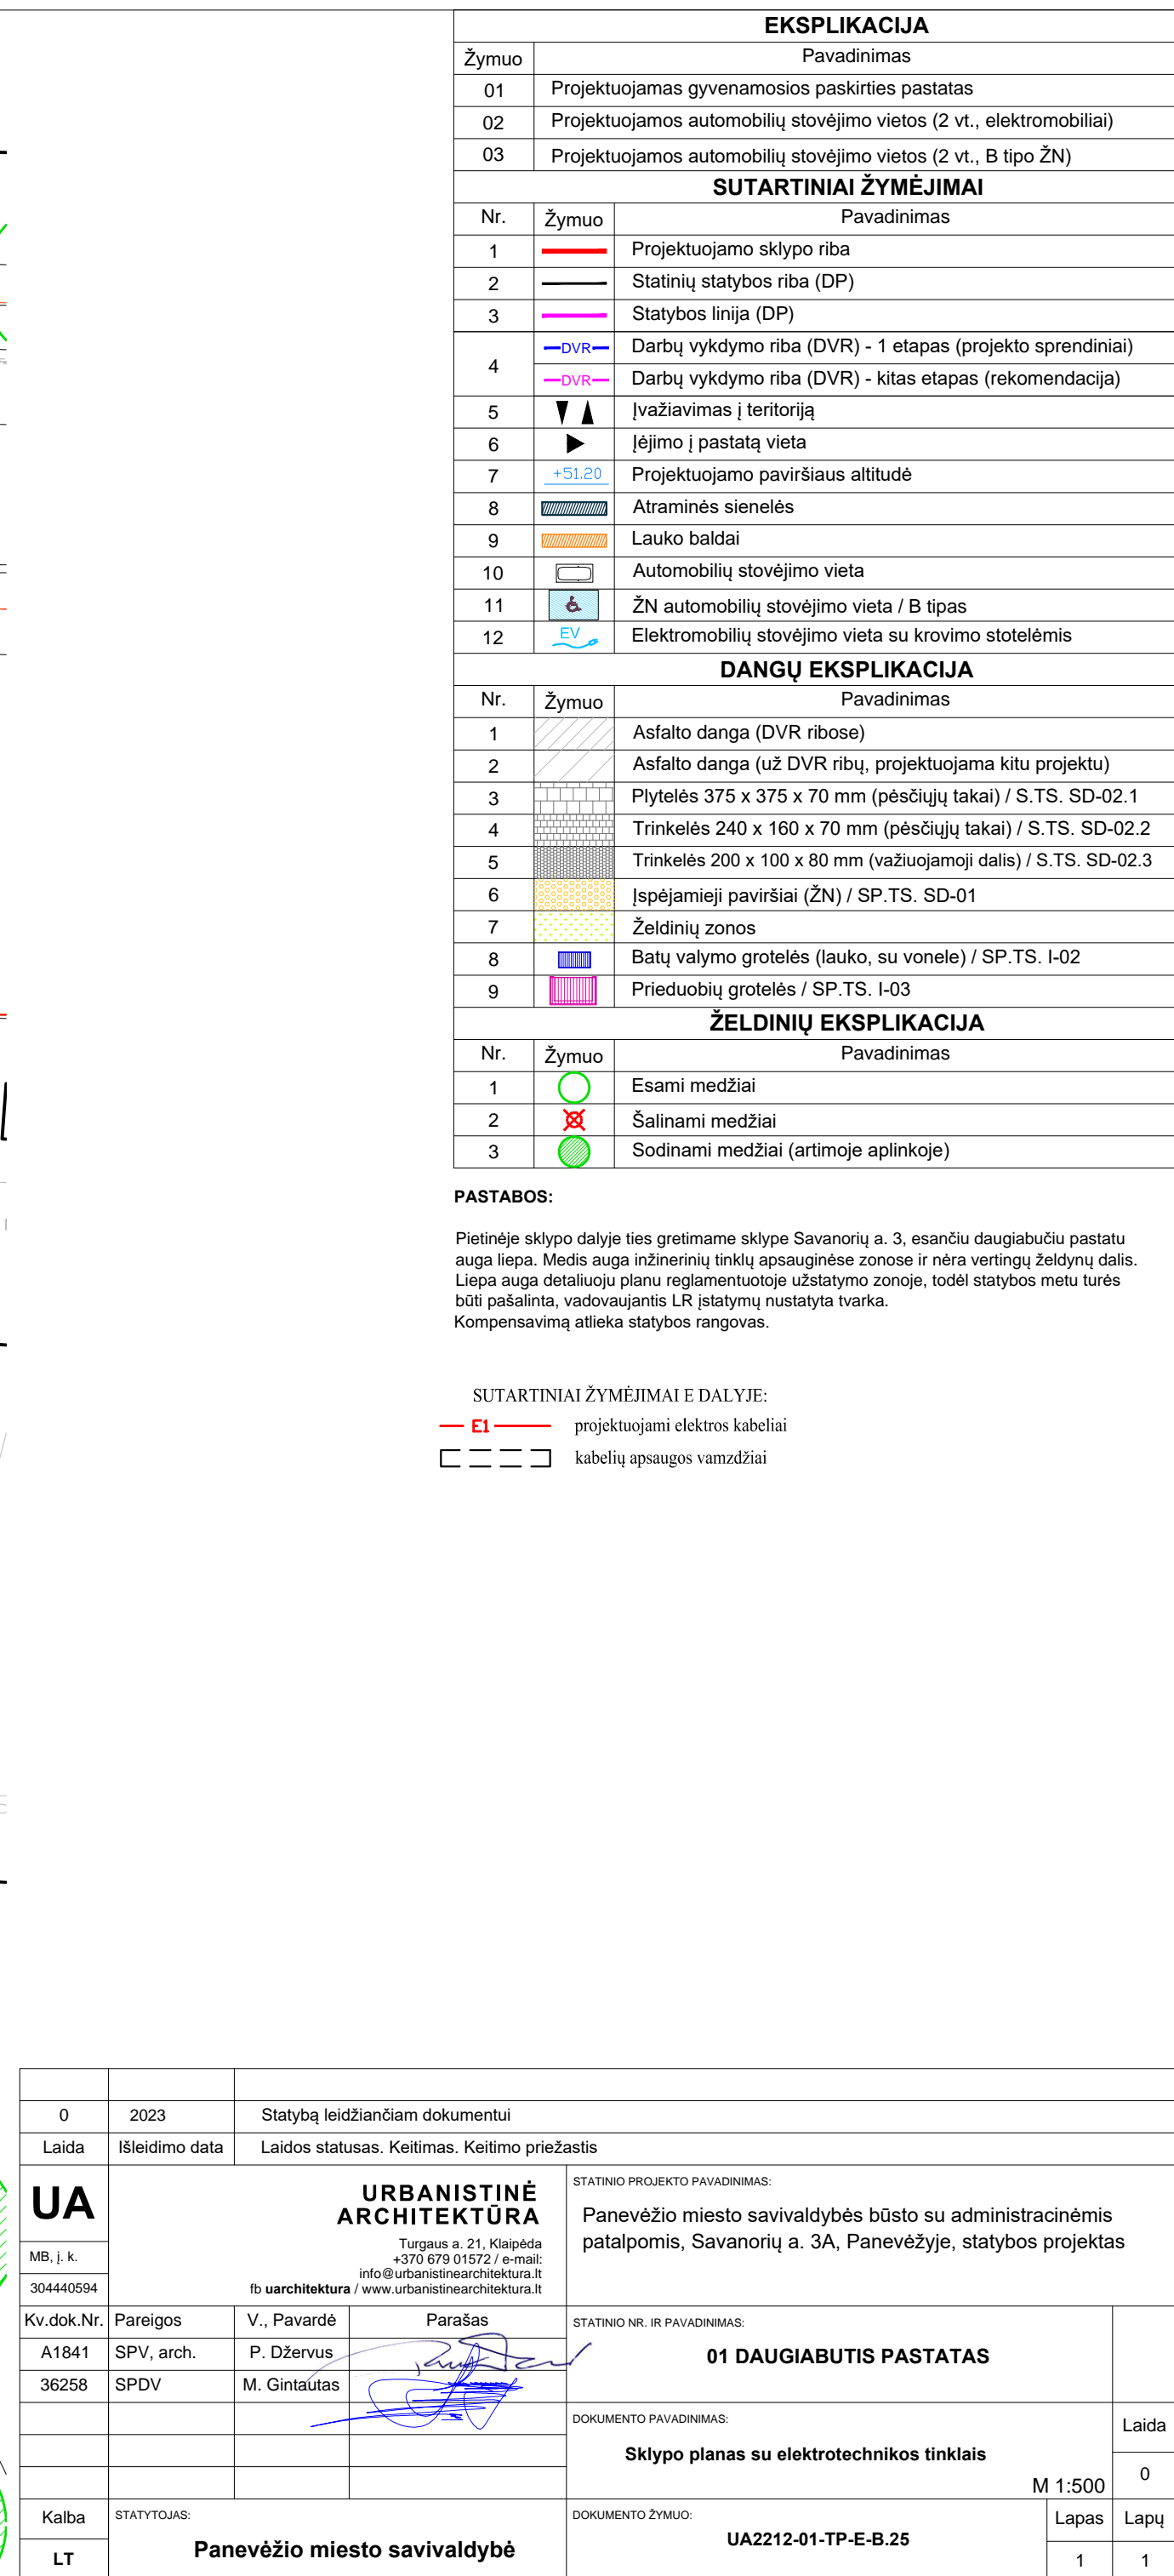 EKSPLIKACIJA
Žymuo Pavadinimas
01 Projektuojamas gyvenamosios paskirties pastatas
02 Projektuojamos automobilių stovėjimo vietos (2 vt., elektromobiliai)
03 Projektuojamos automobilių stovėjimo vietos (2 vt., B tipo ŽN)
SUTARTINIAI ŽYMĖJIMAI
Nr. Žymuo Pavadinimas
1 Projektuojamo sklypo riba
2 Statinių statybos riba (DP)
3 Statybos linija (DP)
4 DVR Darbų vykdymo riba (DVR) - 1 etapas (projekto sprendiniai)
DVR Darbų vykdymo riba (DVR) - kitas etapas (rekomendacija)
5 Įvažiavimas į teritoriją
6 Įėjimo į pastatą vieta
7 +51.20 Projektuojamo paviršiaus altitudė
8 Atraminės sienelės
9 Lauko baldai
10 Automobilių stovėjimo vieta
11 ŽN automobilių stovėjimo vieta / B tipas
12 EV Elektromobilių stovėjimo vieta su krovimo stotelėmis
DANGŲ EKSPLIKACIJA
Nr. Žymuo Pavadinimas
1 Asfalto danga (DVR ribose)
2 Asfalto danga (už DVR ribų, projektuojama kitu projektu)
3 Plytelės 375 x 375 x 70 mm (pėsčiųjų takai) / S.TS. SD-02.1
4 Trinkelės 240 x 160 x 70 mm (pėsčiųjų takai) / S.TS. SD-02.2
5 Trinkelės 200 x 100 x 80 mm (važiuojamoji dalis) / S.TS. SD-02.3
6 Įspėjamieji paviršiai (ŽN) / SP.TS. SD-01
7 Želdinių zonos
8 Batų valymo grotelės (lauko, su vonele) / SP.TS. I-02
9 Prieduobių grotelės / SP.TS. I-03
ŽELDINIŲ EKSPLIKACIJA
Nr. Žymuo Pavadinimas
1 Esami medžiai
2 Šalinami medžiai
3 Sodinami medžiai (artimoje aplinkoje)
PASTABOS:
Pietinėje sklypo dalyje ties gretimame sklype Savanorių a. 3, esančiu daugiabučiu pastatu
auga liepa. Medis auga inžinerinių tinklų apsauginėse zonose ir nėra vertingų želdynų dalis.
Liepa auga detaliuoju planu reglamentuotoje užstatymo zonoje, todėl statybos metu turės
būti pašalinta, vadovaujantis LR įstatymų nustatyta tvarka.
Kompensavimą atlieka statybos rangovas.
SUTARTINIAI ŽYMĖJIMAI E DALYJE:
E1 projektuojami elektros kabeliai
kabelių apsaugos vamzdžiai
0 2023 Statybą leidžiančiam dokumentui
Laida Išleidimo data Laidos statusas. Keitimas. Keitimo priežastis
UA
MB, į. k.
304440594
URBANISTINĖ
ARCHITEKTŪRA
Turgaus a. 21, Klaipėda
+370 679 01572 / e-mail:
info@urbanistinearchitektura.lt
fb uarchitektura / www.urbanistinearchitektura.lt
STATINIO PROJEKTO PAVADINIMAS:
Panevėžio miesto savivaldybės būsto su administracinėmis
patalpomis, Savanorių a. 3A, Panevėžyje, statybos projektas
Kv.dok.Nr. Pareigos V., Pavardė Parašas
A1841 SPV, arch. P. Džervus
36258 SPDV M. Gintautas
STATINIO NR. IR PAVADINIMAS:
01 DAUGIABUTIS PASTATAS
DOKUMENTO PAVADINIMAS:
Sklypo planas su elektrotechnikos tinklais
M 1:500
Laida
0
Kalba
LT
STATYTOJAS:
Panevėžio miesto savivaldybė
DOKUMENTO ŽYMUO:
UA2212-01-TP-E-B.25
Lapas Lapų
1 1